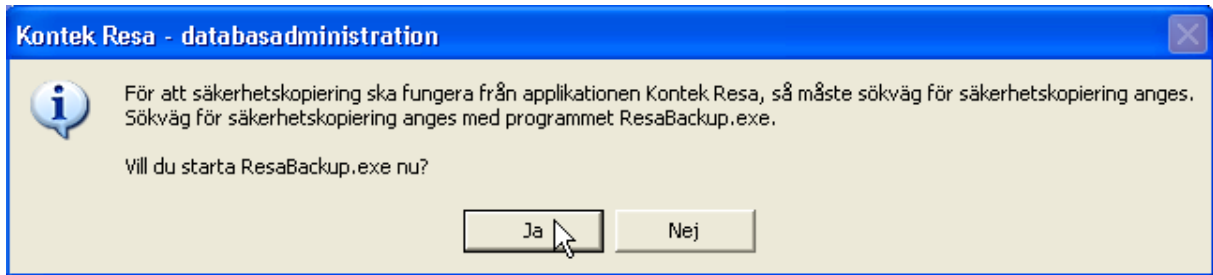 Kontek Resa - databasadministration
För att säkerhetskopiering ska fungera från applikationen Kontek Resa, så måste sökväg för säkerhetskopiering anges.
Sökväg för säkerhetskopiering anges med programmet ResaBackup.exe.
Vill du starta ResaBackup.exe nu?
Ja
Nej